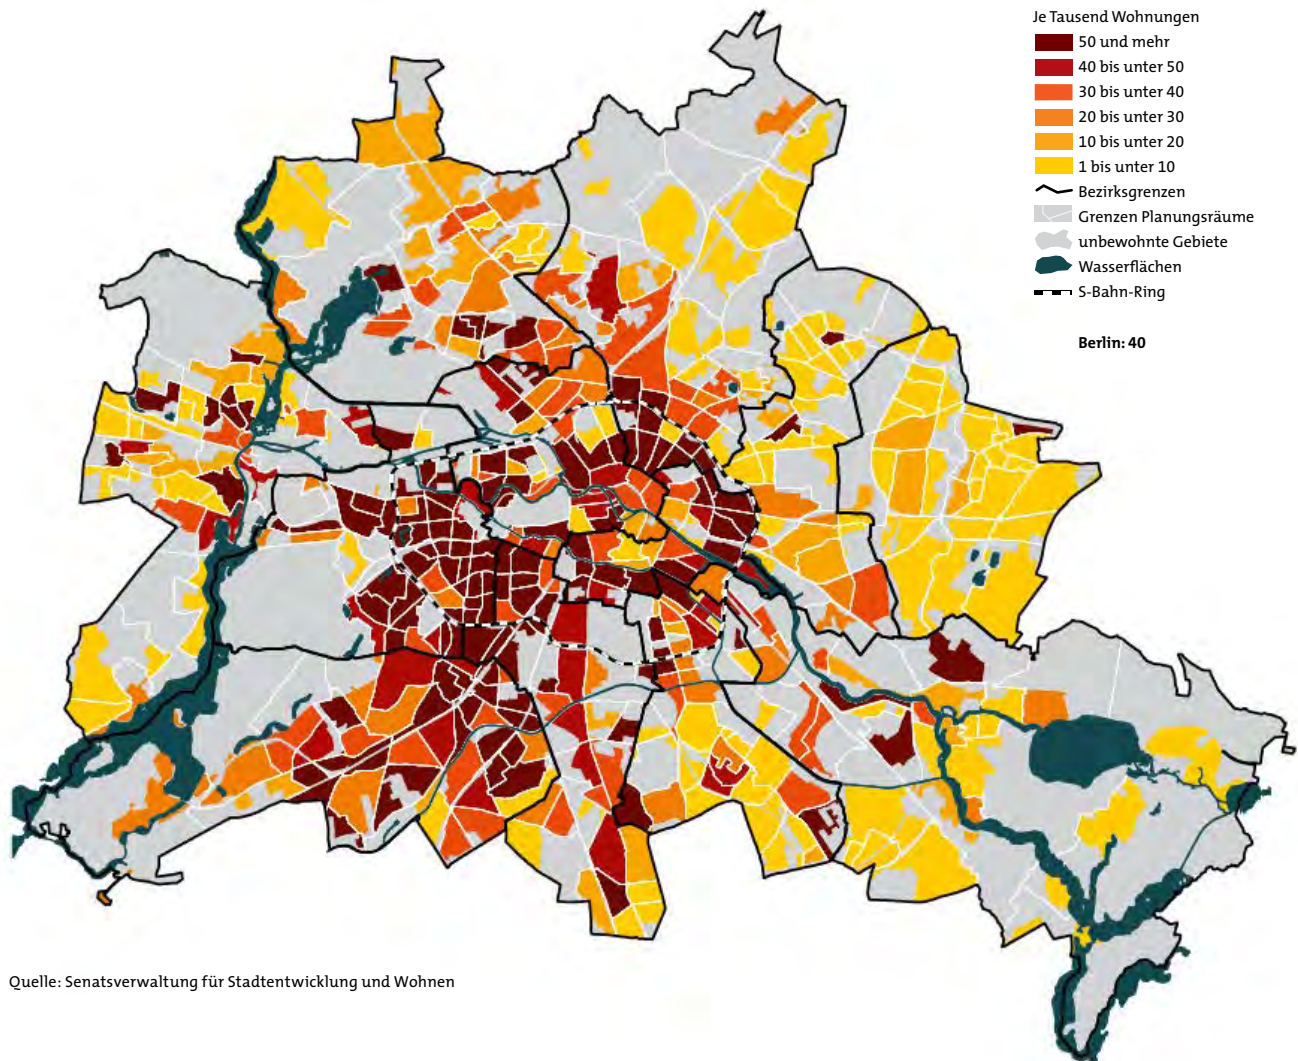 Je Tausend Wohnungen
50 und mehr
40 bis unter 50
30 bis unter 40
20 bis unter 30
10 bis unter 20
1 bis unter 10
Bezirksgrenzen
Grenzen Planungsräume
unbewohnte Gebiete
Wasserflächen
S-Bahn-Ring
Berlin: 40
Quelle: Senatsverwaltung für Stadtentwicklung und Wohnen